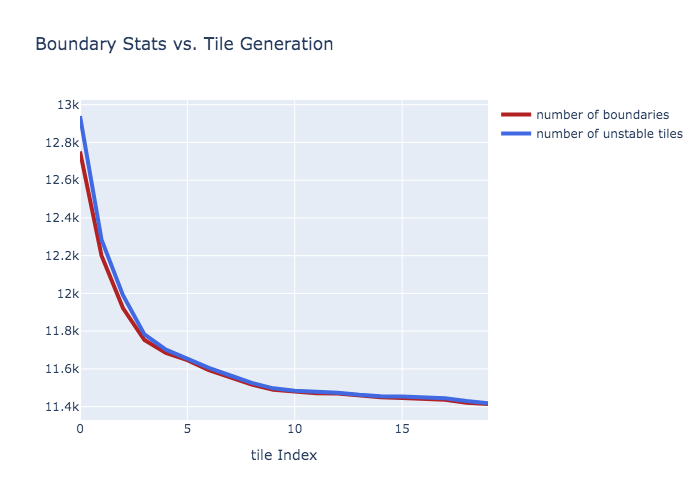 Boundary Stats vs. Tile Generation
number of boundaries
number of unstable tiles
13k
12.8k
12.6k
12.4k
12.2k
12k
11.8k
11.6k
11.4k
0 5 10 15
tile Index